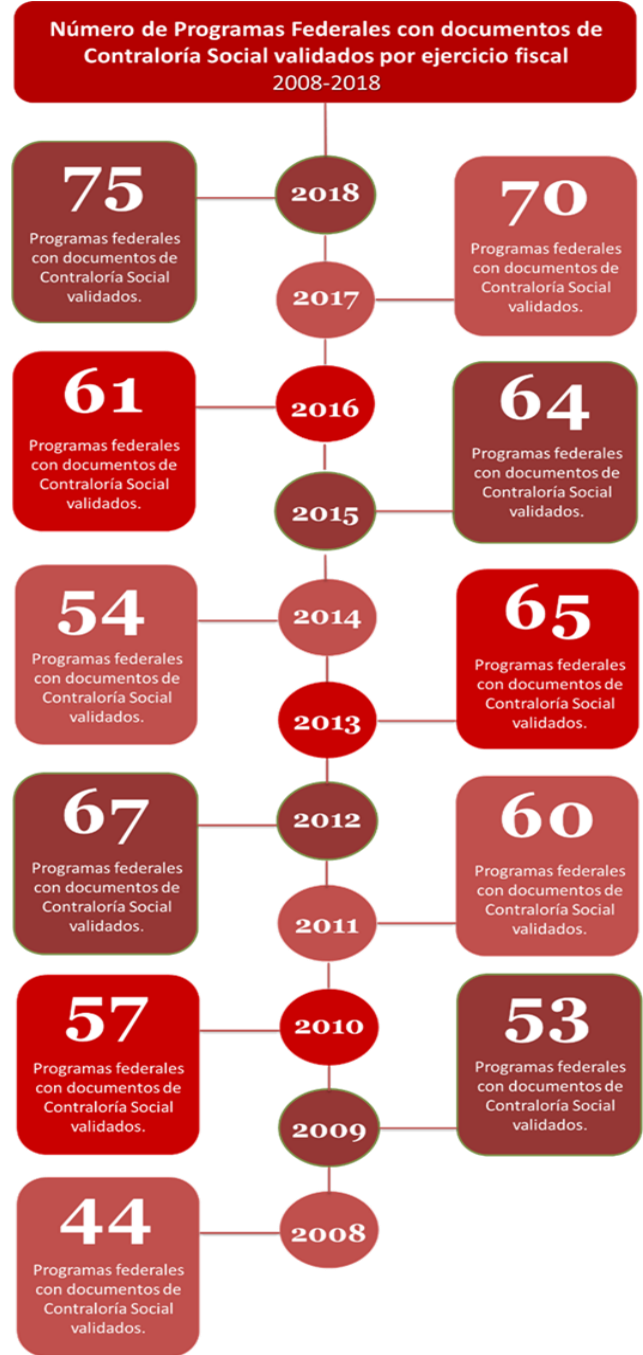 Número de Programas Federales con documentos de
Contraloría Social validados por ejercicio fiscal
2008-2018
2018
75
Programas federales
con documentos de
Contraloría Social
validados.
2017
70
Programas federales
con documentos de
Contraloría Social
validados.
2016
61
Programas federales
con documentos de
Contraloría Social
validados.
2015
64
Programas federales
con documentos de
Contraloría Social
validados.
2014
54
Programas federales
con documentos de
Contraloría Social
validados.
2013
65
Programas federales
con documentos de
Contraloría Social
validados.
2012
67
Programas federales
con documentos de
Contraloría Social
validados.
2011
60
Programas federales
con documentos de
Contraloría Social
validados.
2010
57
Programas federales
con documentos de
Contraloría Social
validados.
2009
53
Programas federales
con documentos de
Contraloría Social
validados.
2008
44
Programas federales
con documentos de
Contraloría Social
validados.